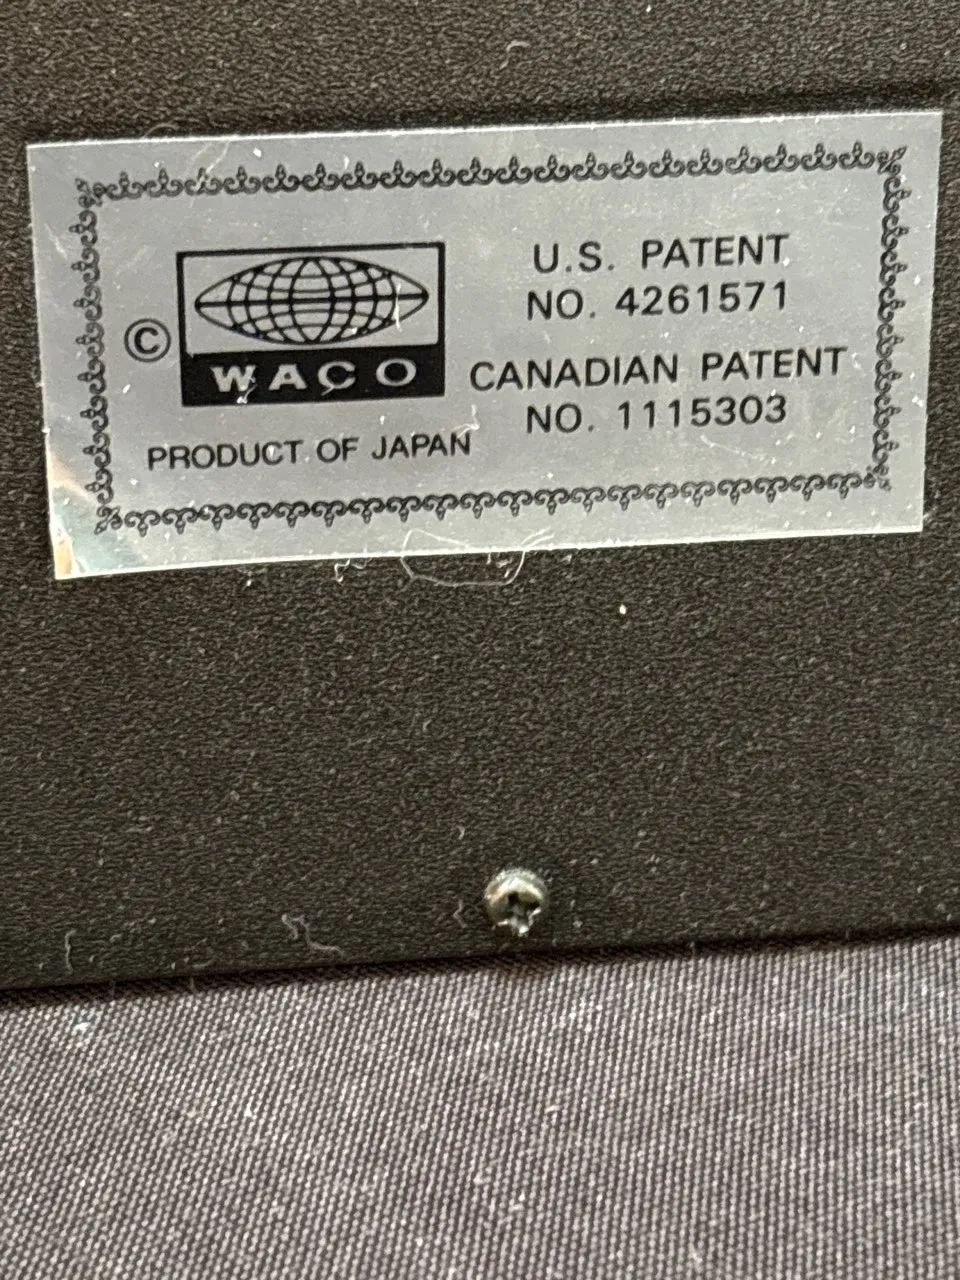 U.S. PATENT
NO. 4261571
©
WACO
CANADIAN PATENT
NO. 1115303
PRODUCT OF JAPAN